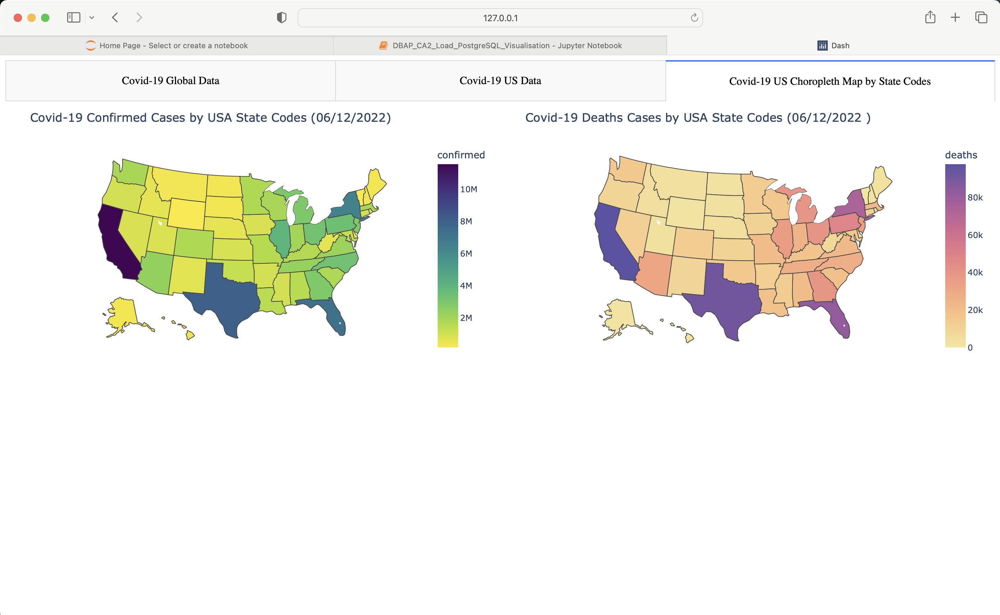 127.0.0.1
Home Page - Select or create a notebook
DBAP_CA2_Load_PostgreSQL_Visualisation - Jupyter Notebook
Dash
Covid-19 Global Data
Covid-19 US Data
Covid-19 US Choropleth Map by State Codes
Covid-19 Confirmed Cases by USA State Codes (06/12/2022)
confirmed
10M
8M
6M
4M
2M
Covid-19 Deaths Cases by USA State Codes (06/12/2022 )
deaths
80k
60k
40k
20k
0